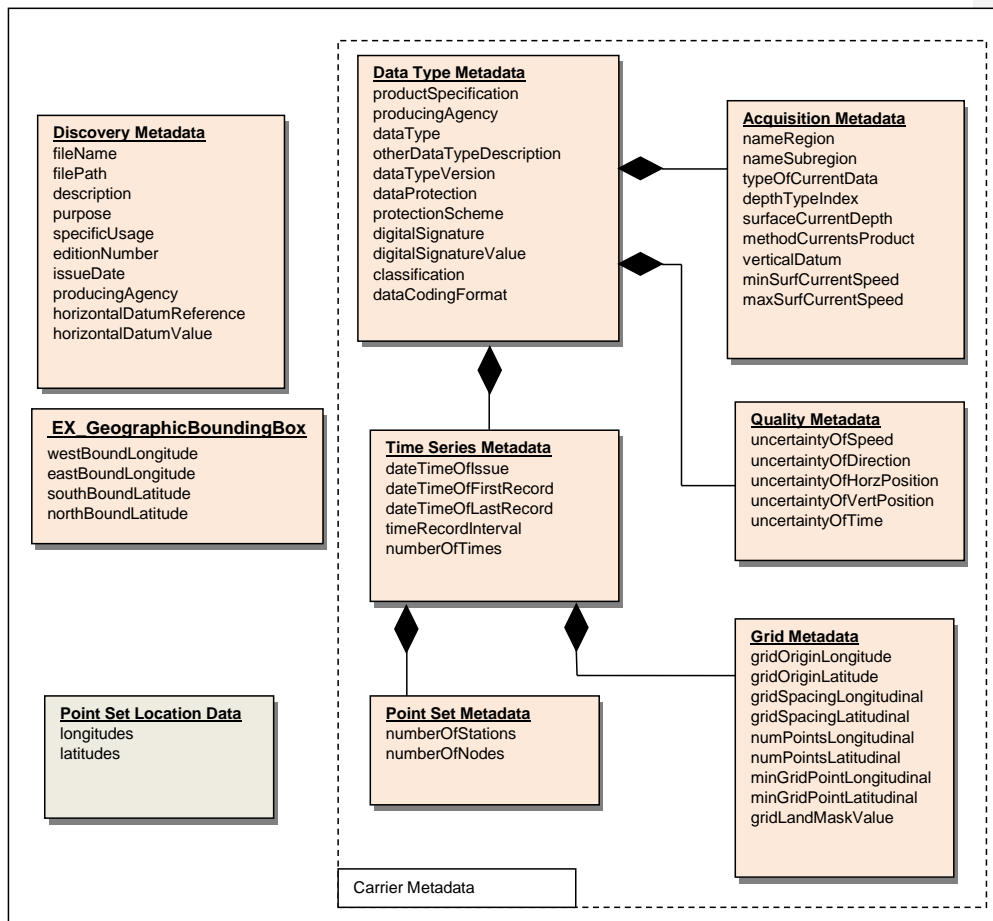 Discovery Metadata
fileName
filePath
description
purpose
specificUsage
editionNumber
issueDate
producingAgency
horizontalDatumReference
horizontalDatumValue
EX_GeographicBoundingBox
westBoundLongitude
eastBoundLongitude
southBoundLatitude
northBoundLatitude
Point Set Location Data
longitudes
latitudes
Data Type Metadata
productSpecification
producingAgency
dataType
otherDataTypeDescription
dataTypeVersion
dataProtection
protectionScheme
digitalSignature
digitalSignatureValue
classification
dataCodingFormat
Time Series Metadata
dateTimeOfIssue
dateTimeOfFirstRecord
dateTimeOfLastRecord
timeRecordInterval
numberOfTimes
Point Set Metadata
numberOfStations
numberOfNodes
Acquisition Metadata
nameRegion
nameSubregion
typeOfCurrentData
depthTypeIndex
surfaceCurrentDepth
methodCurrentsProduct
verticalDatum
minSurfCurrentSpeed
maxSurfCurrentSpeed
Quality Metadata
uncertaintyOfSpeed
uncertaintyOfDirection
uncertaintyOfHorzPosition
uncertaintyOfVertPosition
uncertaintyOfTime
Grid Metadata
gridOriginLongitude
gridOriginLatitude
gridSpacingLongitudinal
gridSpacingLatitudinal
numPointsLongitudinal
numPointsLatitudinal
minGridPointLongitudinal
minGridPointLatitudinal
gridLandMaskValue
Carrier Metadata